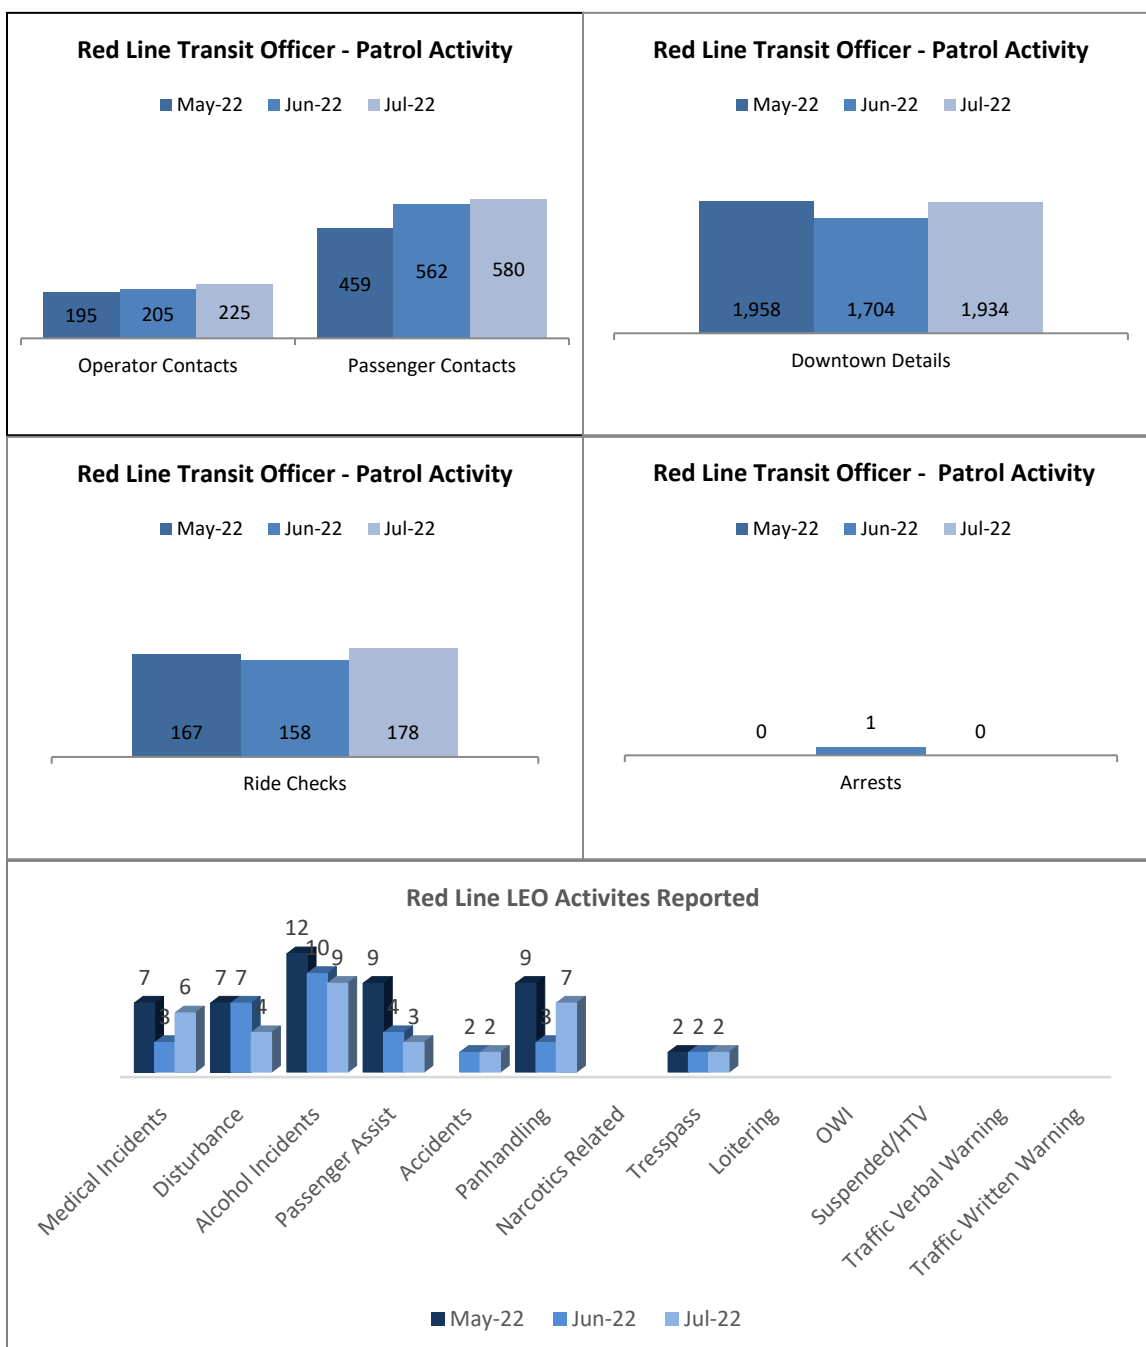 Red Line Transit Officer - Patrol Activity
May-22 Jun-22 Jul-22
195 205 225 459 562 580
Operator Contacts Passenger Contacts
Red Line Transit Officer - Patrol Activity
May-22 Jun-22 Jul-22
1,958 1,704 1,934
Downtown Details
Red Line Transit Officer - Patrol Activity
May-22 Jun-22 Jul-22
167 158 178
Ride Checks
Red Line Transit Officer -  Patrol Activity
May-22 Jun-22 Jul-22
0 1 0
Arrests
Red Line LEO Activites Reported
7 3 6 7 7 4 12 10 9 9 4 3 2 2 9 3 7 2 2 2
Medical Incidents
Disturbance
Alcohol Incidents
Passenger Assist
Accidents
Panhandling
Narcotics Related
Tresspass
Loitering
OWI
Suspended/HTV
Traffic Verbal Warning
Traffic Written Warning
May-22 Jun-22 Jul-22